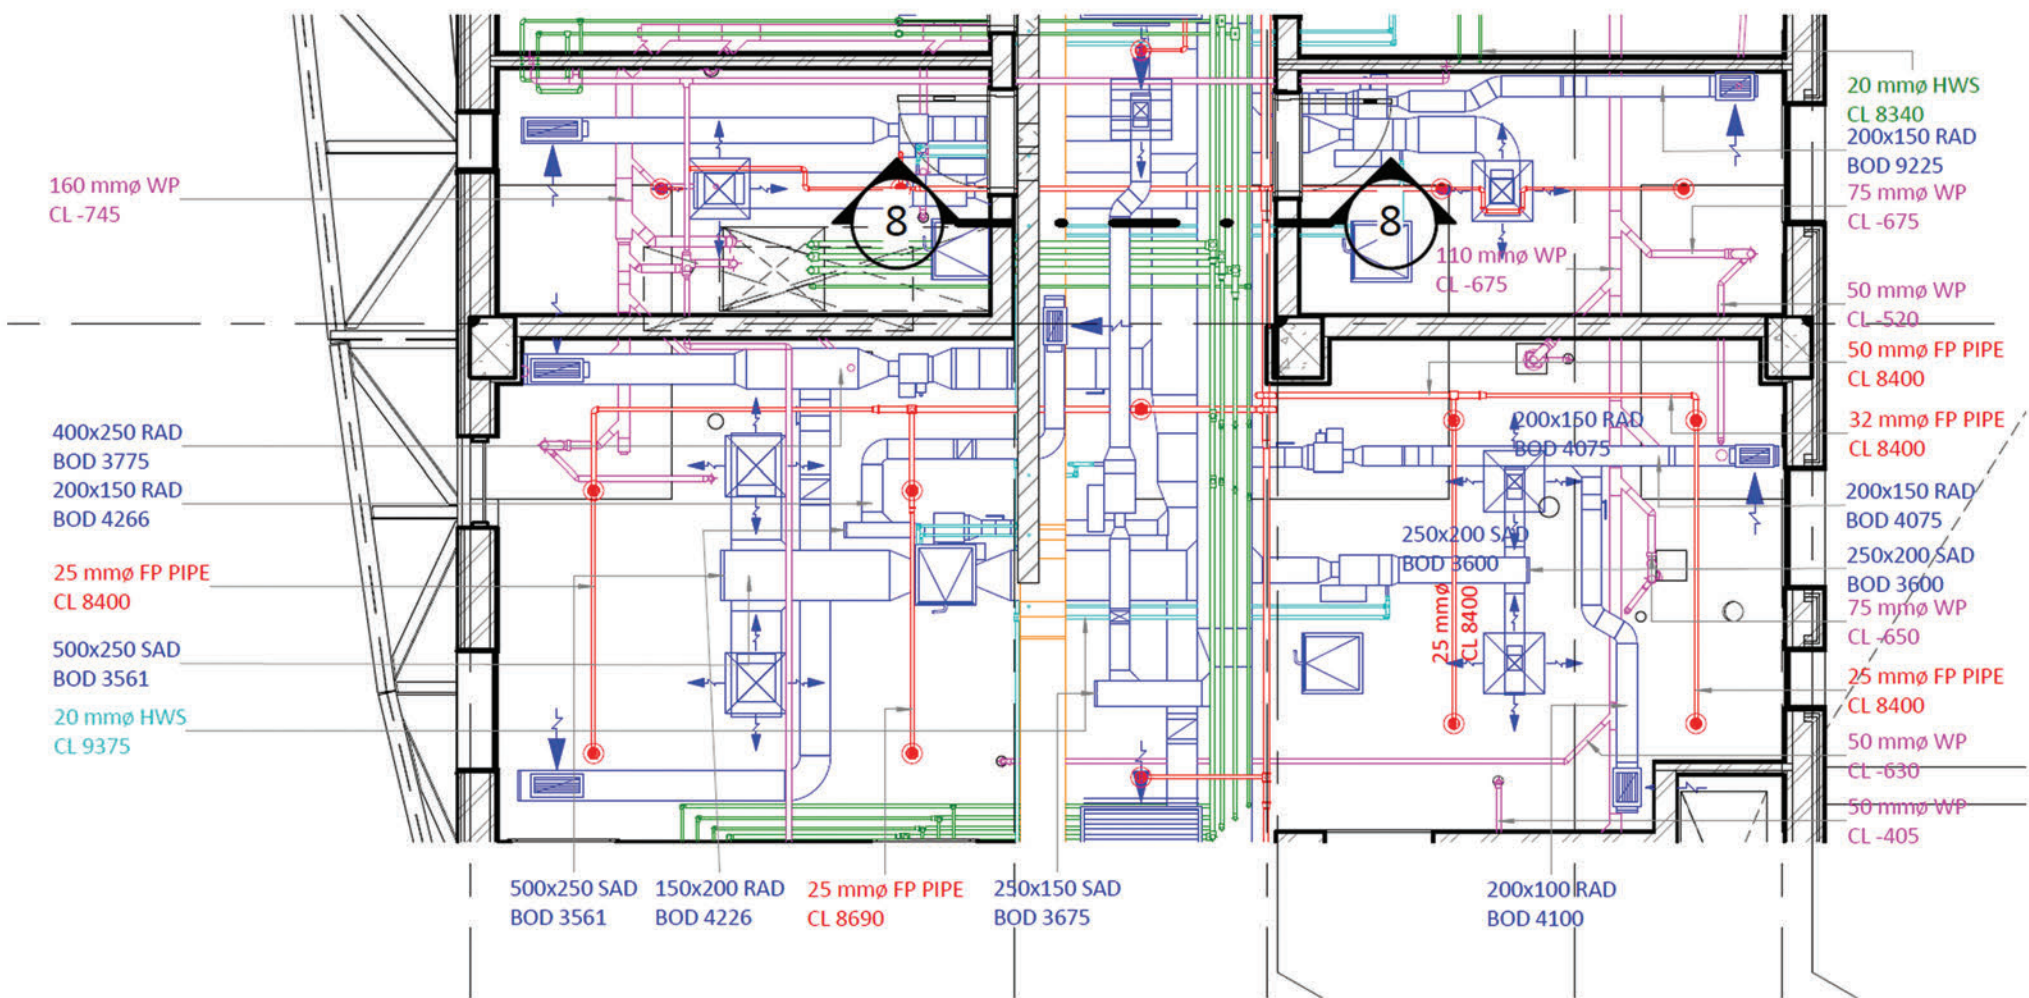 160 mmø WP
CL -745
400x250 RAD
BOD 3775
200x150 RAD
BOD 4266
25 mmø FP PIPE
CL 8400
500x250 SAD
BOD 3561
20 mmø HWS
CL 9375
8
8
110 mmø WP
CL -675
200x150 RAD
BOD 4075
250x200 SAD
BOD 3600
25 mmø
CL 8400
20 mmø HWS
CL 8340
200x150 RAD
BOD 9225
75 mmø WP
CL -675
50 mmø WP
CL -520
50 mmø FP PIPE
CL 8400
32 mmø FP PIPE
CL 8400
200x150 RAD
BOD 4075
250x200 SAD
BOD 3600
75 mmø WP
CL -650
25 mmø FP PIPE
CL 8400
50 mmø WP
CL -630
50 mmø WP
CL -405
500x250 SAD
BOD 3561
150x200 RAD
BOD 4226
25 mmø FP PIPE
CL 8690
250x150 SAD
BOD 3675
200x100 RAD
BOD 4100